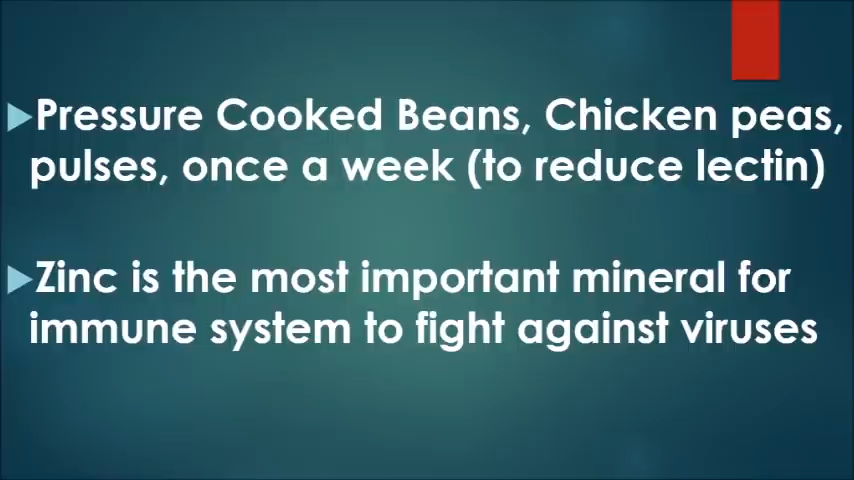 Pressure Cooked Beans, Chicken peas,
pulses, once a week (to reduce lectin)
Zinc is the most important mineral for
immune system to fight against viruses